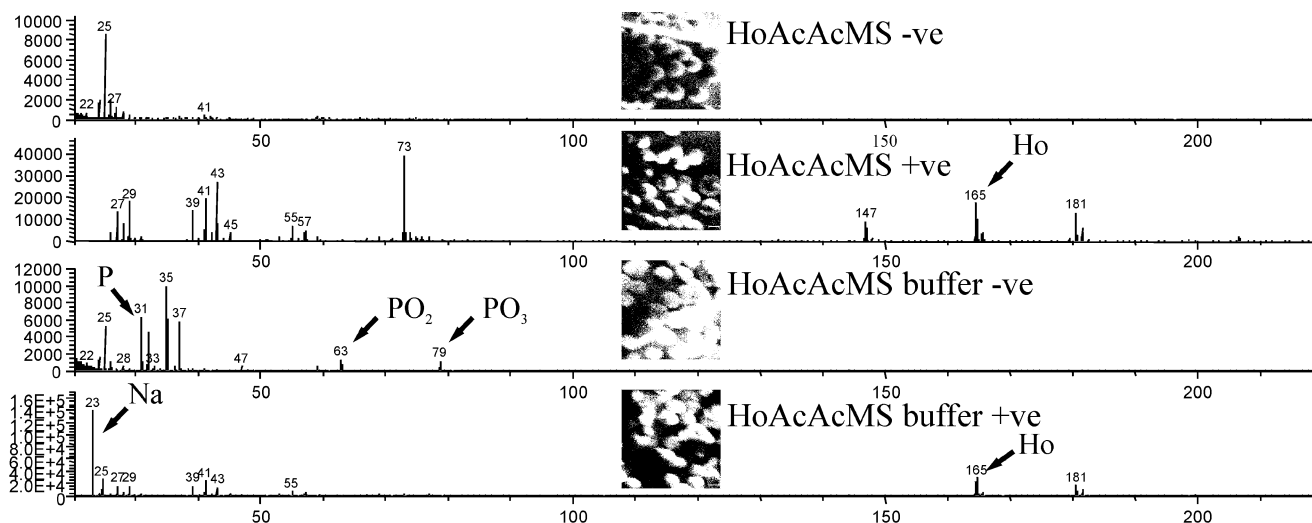 10000
8000
6000
4000
2000
0
22 25 27 41
HoAcAcMS -ve
50 100 150 200
40000
30000
20000
10000
0
27 29 39 41 43 45 55 57 73 147 165 181
HoAcAcMS +ve
Ho
50 100 150 200
12000
10000
8000
6000
4000
2000
0
P
22 25 28 31 33 35 37 47 63 79
PO2
PO3
HoAcAcMS buffer -ve
50 100 150 200
1.6E+5
1.4E+5
1.2E+5
1.0E+5
8.0E+4
6.0E+4
4.0E+4
2.0E+4
0
Na
23 25 27 29 39 41 43 55 165 181
HoAcAcMS buffer +ve
Ho
50 100 150 200